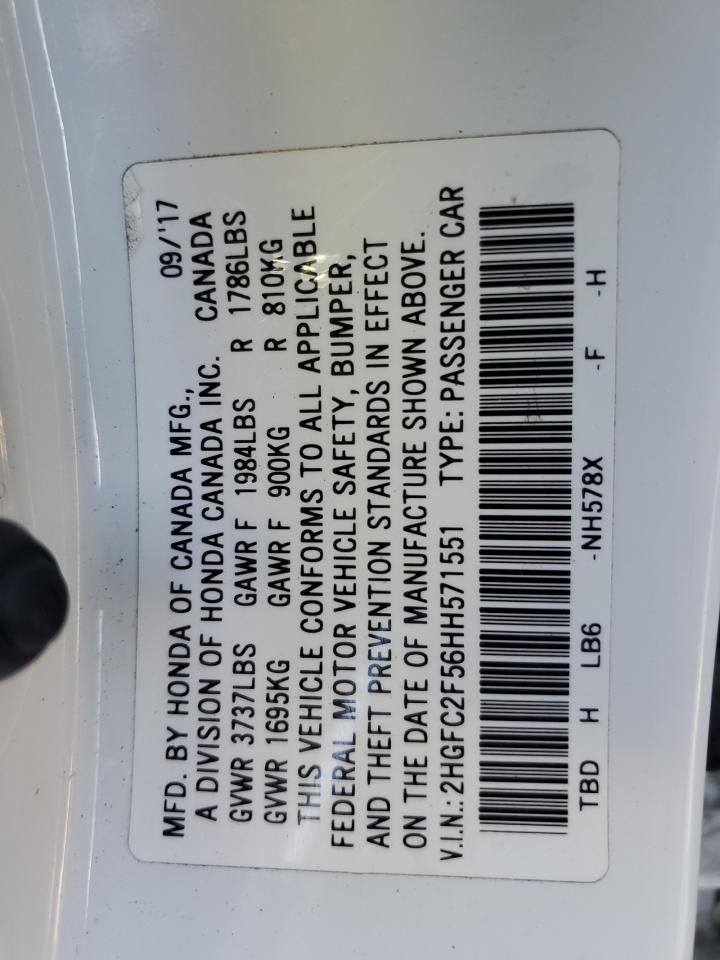 MFD. BY HONDA OF CANADA MFG., 09/'17
A DIVISION OF HONDA CANADA INC. CANADA
GVWR 3737LBS GAWR F 1984LBS R 1786LBS
GVWR 1695KG GAWR F 900KG R 810KG
THIS VEHICLE CONFORMS TO ALL APPLICABLE
FEDERAL MOTOR VEHICLE SAFETY, BUMPER,
AND THEFT PREVENTION STANDARDS IN EFFECT
ON THE DATE OF MANUFACTURE SHOWN ABOVE.
V.I.N.: 2HGFC2F56HH571551 TYPE: PASSENGER CAR
TBD H LB6 -NH578X -F -H